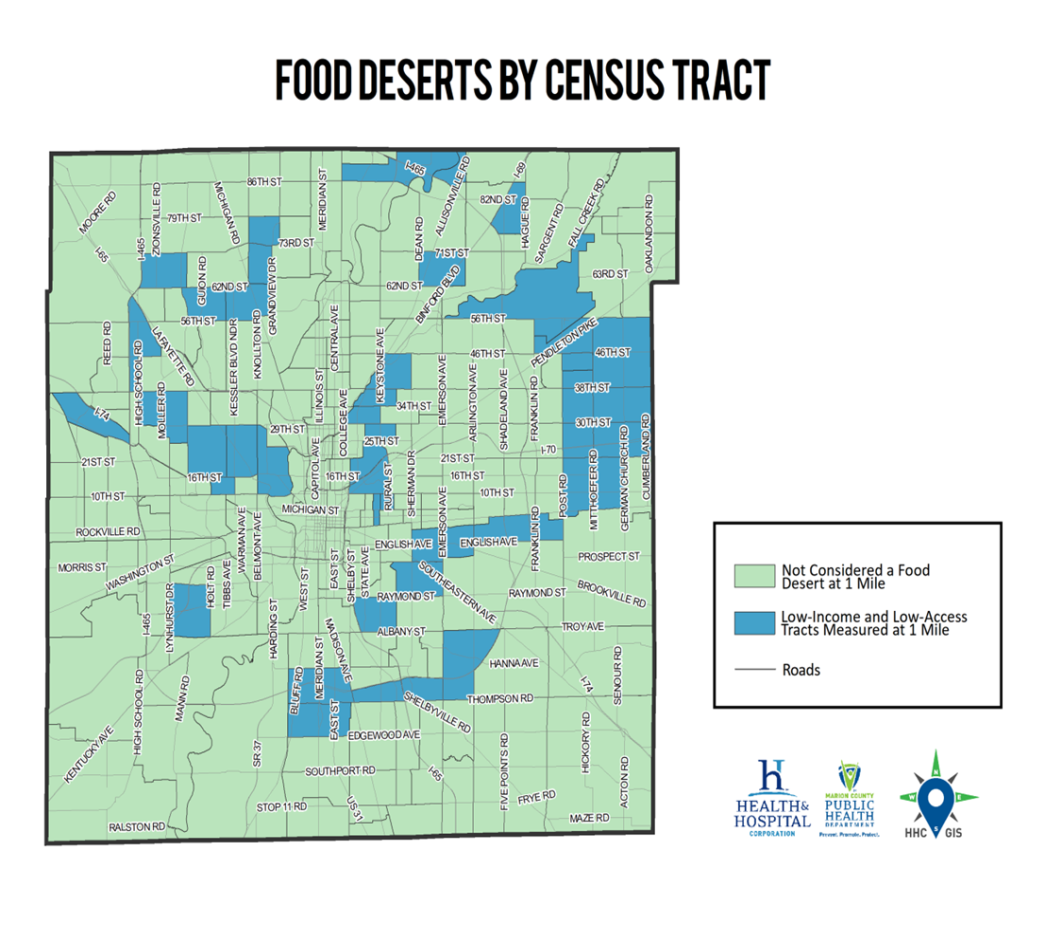 FOOD DESERTS BY CENSUS TRACT
I-465
I-69
86TH ST
MOORE RD
ZIONSVILLE RD
MICHIGAN RD
MERIDIAN ST
ALLISONVILLE RD
82ND ST
HAGUE RD
SARGENT RD
FALL CREEK RD
OAKLANDON RD
79TH ST
DEAN RD
I-65
I-465
73RD ST
71ST ST
GUION RD
GRANDVIEW DR
62ND ST
62ND ST
BINFORD BLVD
63RD ST
56TH ST
56TH ST
REED RD
LAFAYETTE RD
KESSLER BLVD NDR
KNOLLTON RD
CENTRAL AVE
KEYSTONE AVE
PENDLETON PIKE
46TH ST
46TH ST
HIGH SCHOOL RD
MOLLER RD
ILLINOIS ST
COLLEGE AVE
EMERSON AVE
ARLINGTON AVE
SHADELAND AVE
FRANKLIN RD
38TH ST
I-74
34TH ST
30TH ST
29TH ST
25TH ST
CAPITOL AVE
I-70
GERMAN CHURCH RD
CUMBERLAND RD
21ST ST
21ST ST
16TH ST
16TH ST
16TH ST
RURAL ST
SHERMAN DR
POST RD
MITTHOEFER RD
10TH ST
10TH ST
MICHIGAN ST
ROCKVILLE RD
WARMAN AVE
BELMONT AVE
EMERSON AVE
FRANKLIN RD
ENGLISH AVE
ENGLISH AVE
PROSPECT ST
MORRIS ST
WASHINGTON ST
HOLT RD
TIBBS AVE
WEST ST
EAST ST
SHELBY ST
STATE AVE
SOUTHEASTERN AVE
RAYMOND ST
RAYMOND ST
BROOKVILLE RD
I-465
LYNHURST DR
HARDING ST
MADISON AVE
ALBANY ST
TROY AVE
MERIDIAN ST
BLUFF RD
HANNA AVE
HIGH SCHOOL RD
MANN RD
SHELBYVILLE RD
THOMPSON RD
I-74
SENOUR RD
KENTUCKY AVE
SR 37
EAST ST
EDGEWOOD AVE
FIVE POINTS RD
HICKORY RD
ACTON RD
SOUTHPORT RD
I-65
STOP 11 RD
US 31
FRYE RD
RALSTON RD
MAZE RD
Not Considered a Food
Desert at 1 Mile
Low-Income and Low-Access
Tracts Measured at 1 Mile
Roads
HEALTH&
HOSPITAL
CORPORATION
MARION COUNTY
PUBLIC
HEALTH
DEPARTMENT
Prevent. Promote. Protect.
N
W
E
S
HHC GIS